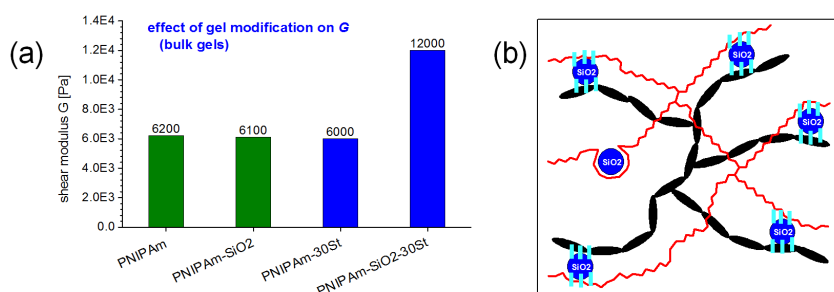 (a)
effect of gel modification on G
(bulk gels)
shear modulus G [Pa]
1.4E4
1.2E4
1.0E4
8.0E3
6.0E3
4.0E3
2.0E3
0.0
6200
6100
6000
12000
PNIPAm
PNIPAm-SiO2
PNIPAm-30St
PNIPAm-SiO2-30St
(b)
SiO2
SiO2
SiO2
SiO2
SiO2
SiO2